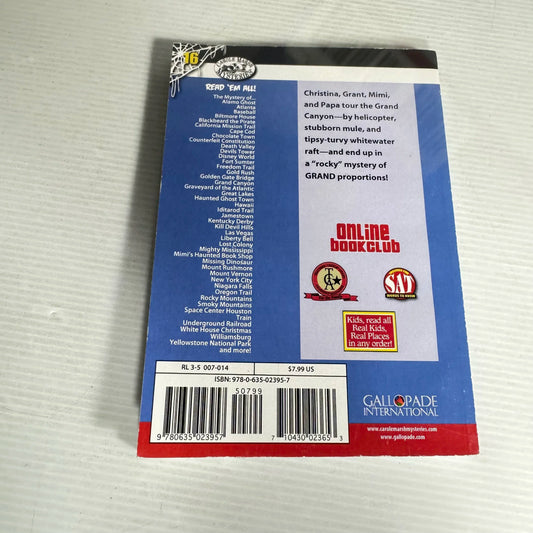 16
CAROLE MARSH
MYSTERIES
READ 'EM ALL!
The Mystery of...
Alamo Ghost
Atlanta
Baseball
Biltmore House
Blackbeard the Pirate
California Mission Trail
Cape Cod
Chocolate Town
Counterfeit Constitution
Death Valley
Devils Tower
Disney World
Fort Sumter
Freedom Trail
Gold Rush
Golden Gate Bridge
Grand Canyon
Graveyard of the Atlantic
Great Lakes
Haunted Ghost Town
Hawaii
Iditarod Trail
Jamestown
Kentucky Derby
Kill Devil Hills
Las Vegas
Liberty Bell
Lost Colony
Mighty Mississippi
Mimi's Haunted Book Shop
Missing Dinosaur
Mount Rushmore
Mount Vernon
New York City
Niagara Falls
Oregon Trail
Rocky Mountains
Smoky Mountains
Space Center Houston
Train
Underground Railroad
White House Christmas
Williamsburg
Yellowstone National Park
and more!
Christina, Grant, Mimi,
and Papa tour the Grand
Canyon—by helicopter,
stubborn mule, and
tipsy-turvy whitewater
raft—and end up in
a "rocky" mystery of
GRAND proportions!
ONLINE
BOOKCLUB
SAT
WORDS TO KNOW
Kids, read all
Real Kids,
Real Places
in any order!
RL 3-5 007-014
$7.99 US
ISBN: 978-0-635-02395-7
50799
9 780635 023957
7 10430 02365 3
GALLOPADE
INTERNATIONAL
www.carolemarshmysteries.com
www.gallopade.com